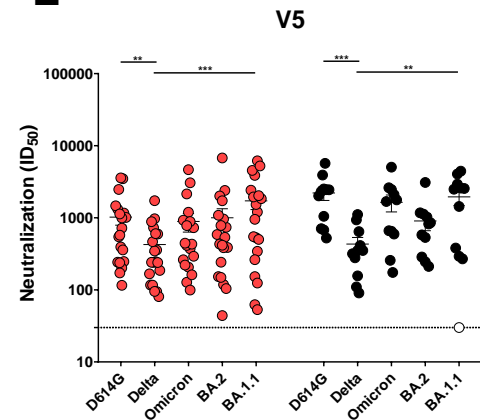 V5
** *** *** **
Neutralization (ID50)
100000
10000
1000
100
10
D614G Delta Omicron BA.2 BA.1.1 D614G Delta Omicron BA.2 BA.1.1